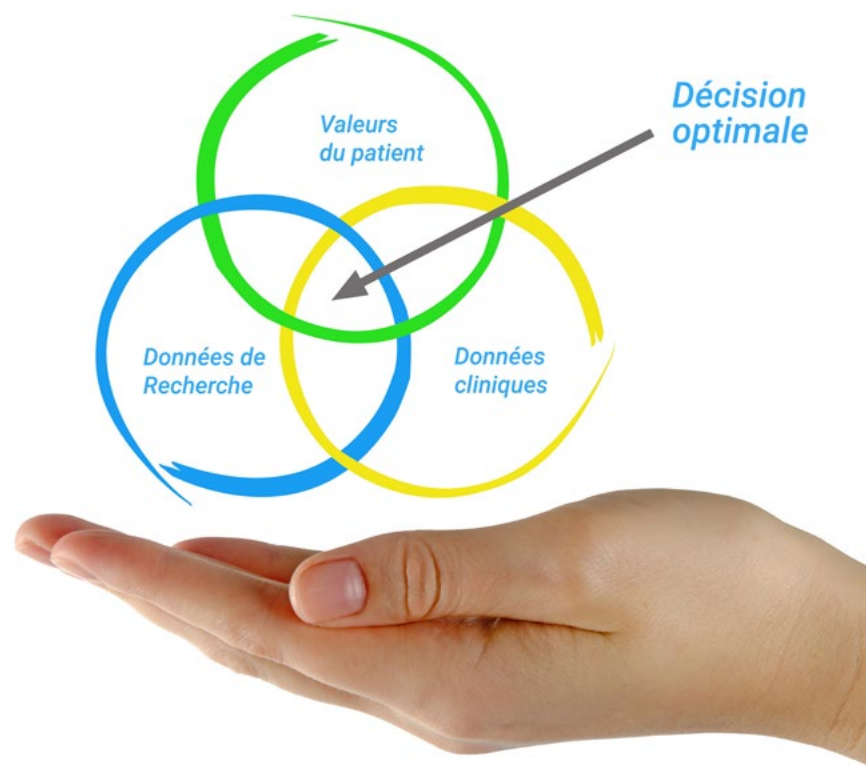 Valeurs
du patient
Décision
optimale
Données de
Recherche
Données
cliniques